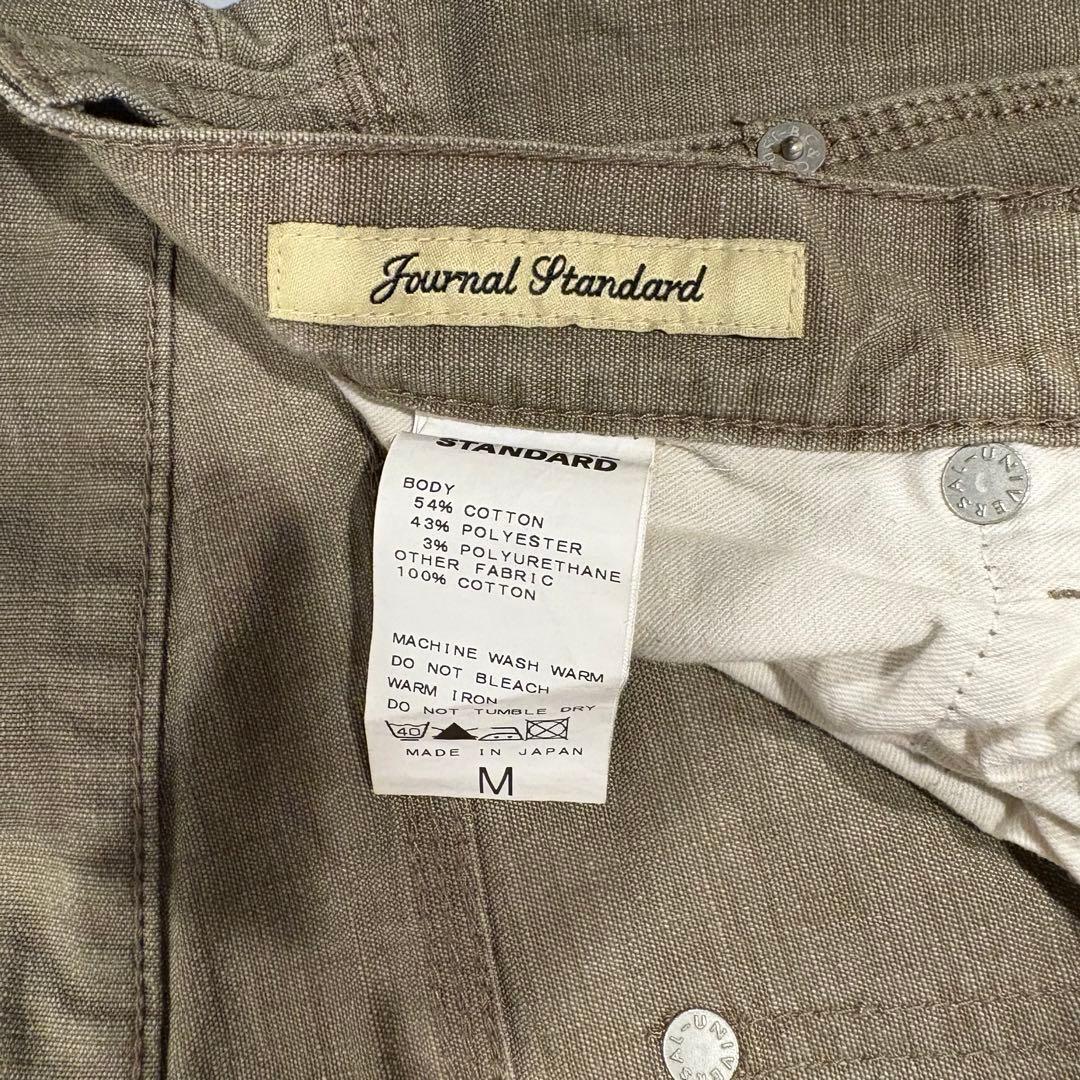 Journal Standard
STANDARD
BODY
54% COTTON
43% POLYESTER
3% POLYURETHANE
OTHER FABRIC
100% COTTON
MACHINE WASH WARM
DO NOT BLEACH
WARM IRON
DO NOT TUMBLE DRY
40
MADE IN JAPAN
M
UNIVERSAL
UNIVERSAL